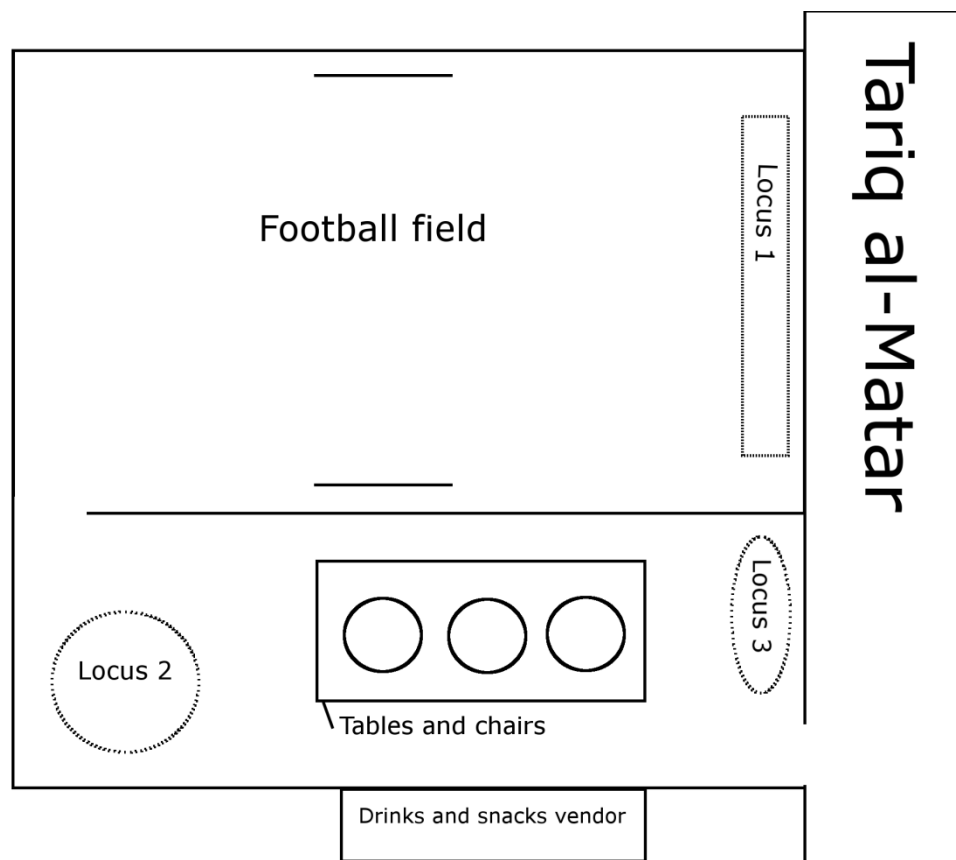 Tariq al-Matar
Locus 1
Football field
Locus 3
Locus 2
Tables and chairs
Drinks and snacks vendor